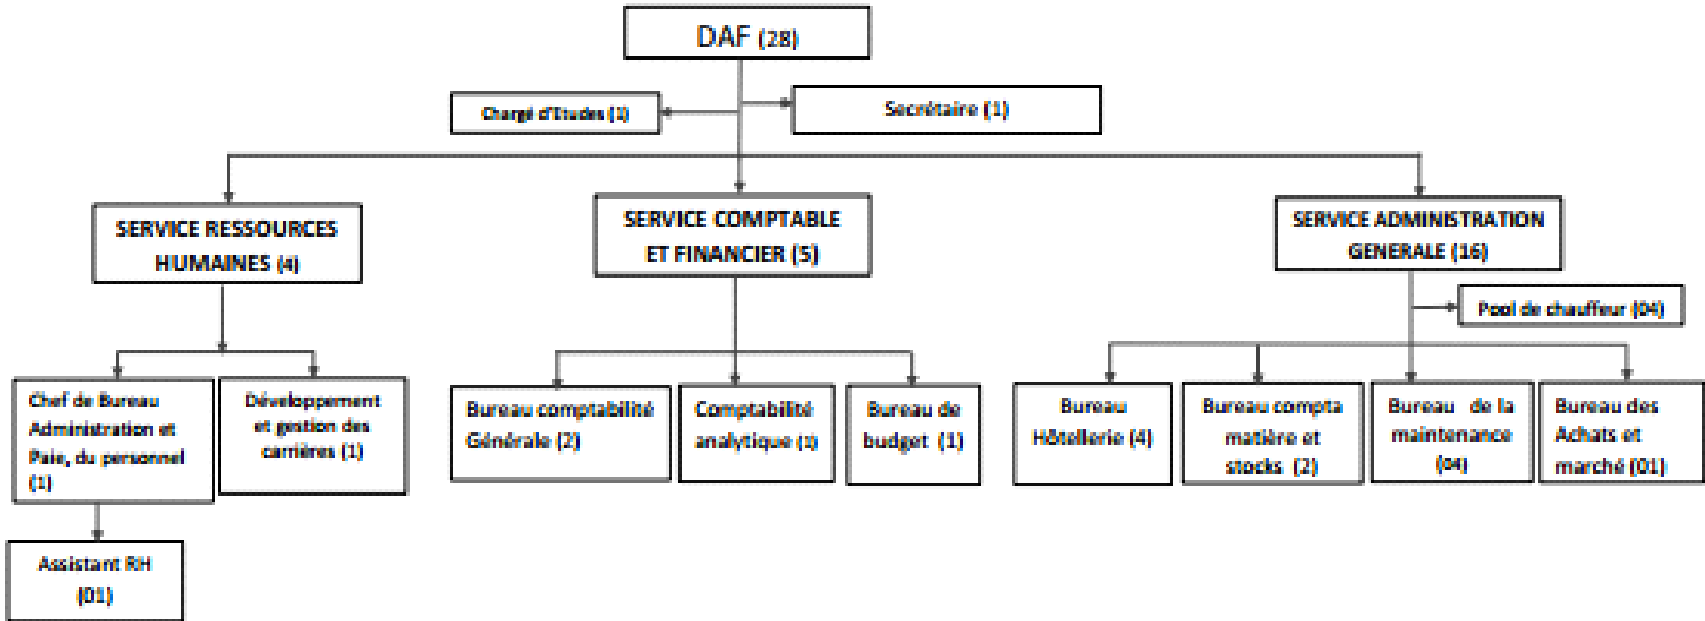 DAF (28)
Chargé d'Etudes (1)
Secrétaire (1)
SERVICE RESSOURCES
HUMAINES (4)
SERVICE COMPTABLE
ET FINANCIER (5)
SERVICE ADMINISTRATION
GENERALE (16)
Pool de chauffeur (04)
Chef de Bureau
Administration et
Paie, du personnel
(1)
Développement
et gestion des
carrières (1)
Bureau comptabilité
Générale (2)
Comptabilité
analytique (1)
Bureau de
budget (1)
Bureau
Hôtellerie (4)
Bureau compta
matière et
stocks (2)
Bureau de la
maintenance
(04)
Bureau des
Achats et
marché (01)
Assistant RH
(01)